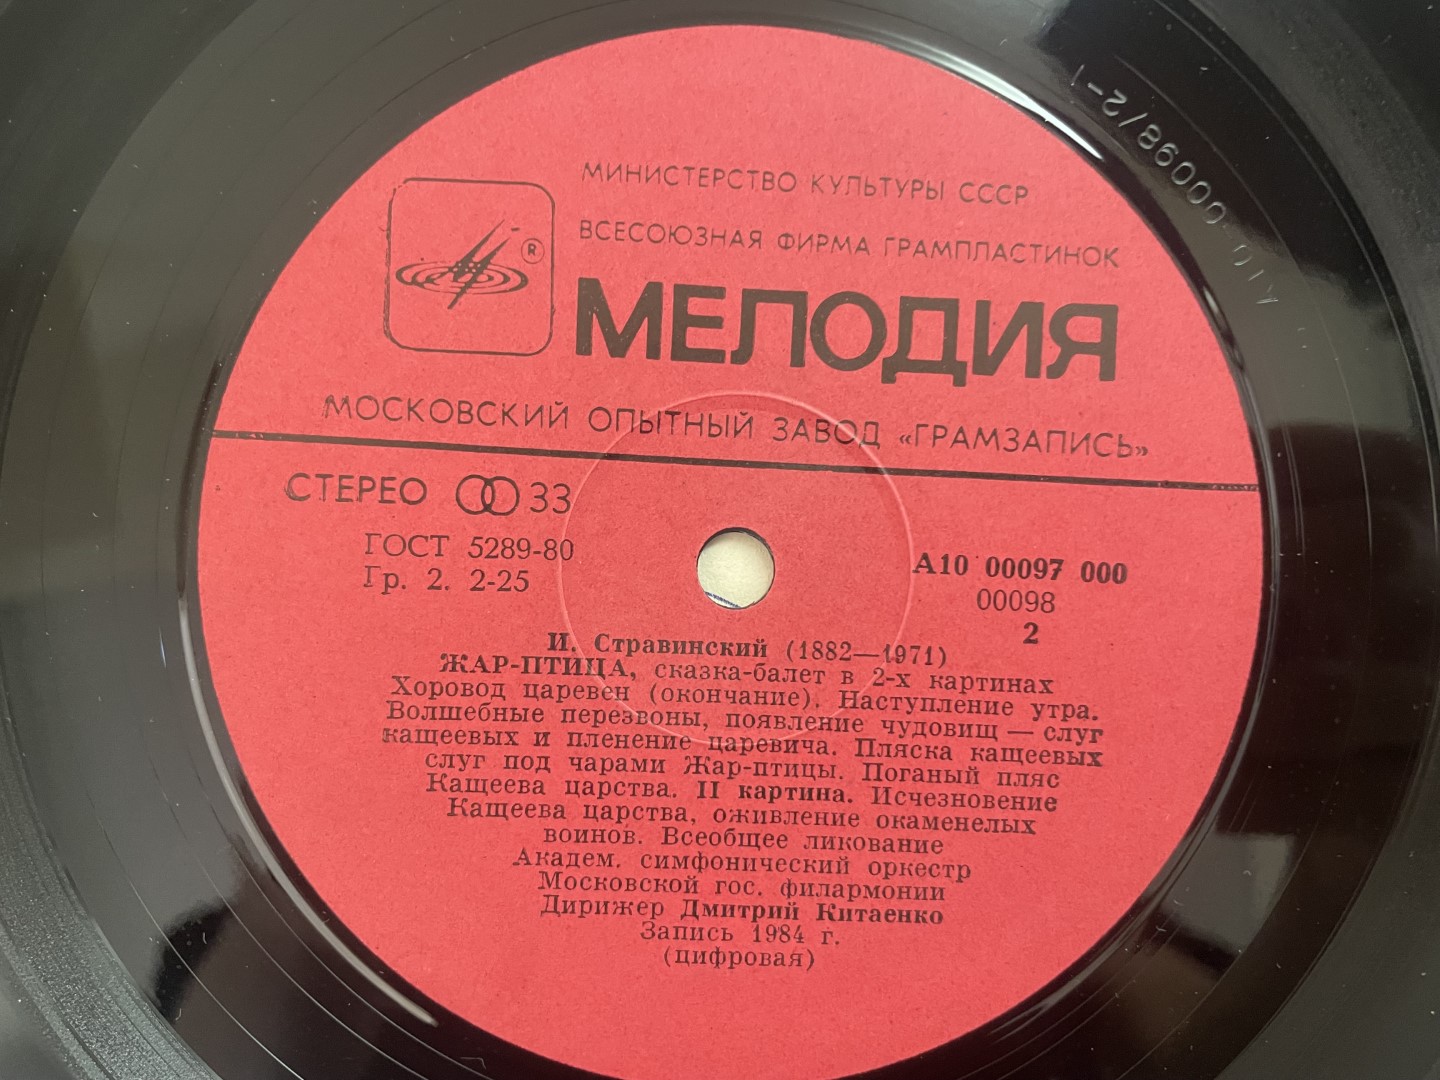 МИНИСТЕРСТВО КУЛЬТУРЫ СССР
ВСЕСОЮЗНАЯ ФИРМА ГРАМПЛАСТИНОК
®
МЕЛОДИЯ
МОСКОВСКИЙ ОПЫТНЫЙ ЗАВОД «ГРАМЗАПИСЬ»
СТЕРЕО 33
ГОСТ 5289-80
Гр. 2. 2-25
А10 00097 000
00098
2
И. Стравинский (1882—1971)
ЖАР-ПТИЦА, сказка-балет в 2-х картинах
Хоровод царевен (окончание). Наступление утра.
Волшебные перезвоны, появление чудовищ — слуг
кащеевых и пленение царевича. Пляска кащеевых
слуг под чарами Жар-птицы. Поганый пляс
Кащеева царства. II картина. Исчезновение
Кащеева царства, оживление окаменелых
воинов. Всеобщее ликование
Академ. симфонический оркестр
Московской гос. филармонии
Дирижер Дмитрий Китаенко
Запись 1984 г.
(цифровая)
А10 00098/2-1